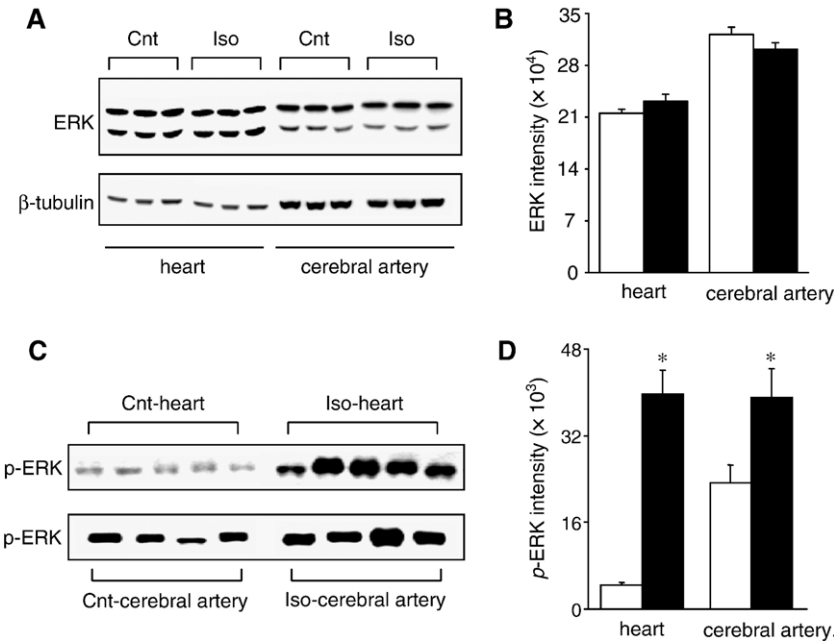 A
Cnt Iso Cnt Iso
ERK
β-tubulin
heart cerebral artery
B
ERK intensity (× 10⁴)
35
28
21
14
7
0
heart cerebral artery
C
Cnt-heart Iso-heart
p-ERK
p-ERK
Cnt-cerebral artery Iso-cerebral artery
D
p-ERK intensity (× 10³)
48
32
16
0
* *
heart cerebral artery.